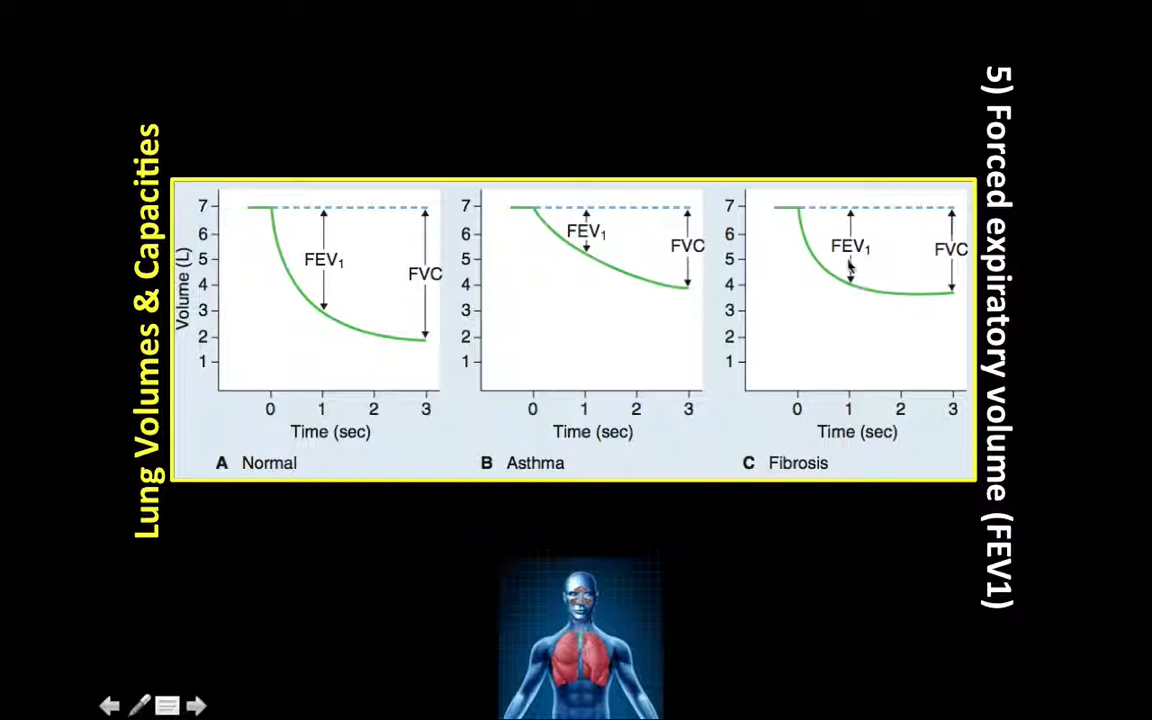 Lung Volumes & Capacities
5) Forced expiratory volume (FEV1)
Volume (L)
7
6
5
4
3
2
1
FEV₁
FVC
0 1 2 3
Time (sec)
A Normal
7
6
5
4
3
2
1
FEV₁
FVC
0 1 2 3
Time (sec)
B Asthma
7
6
5
4
3
2
1
FEV₁
FVC
0 1 2 3
Time (sec)
C Fibrosis